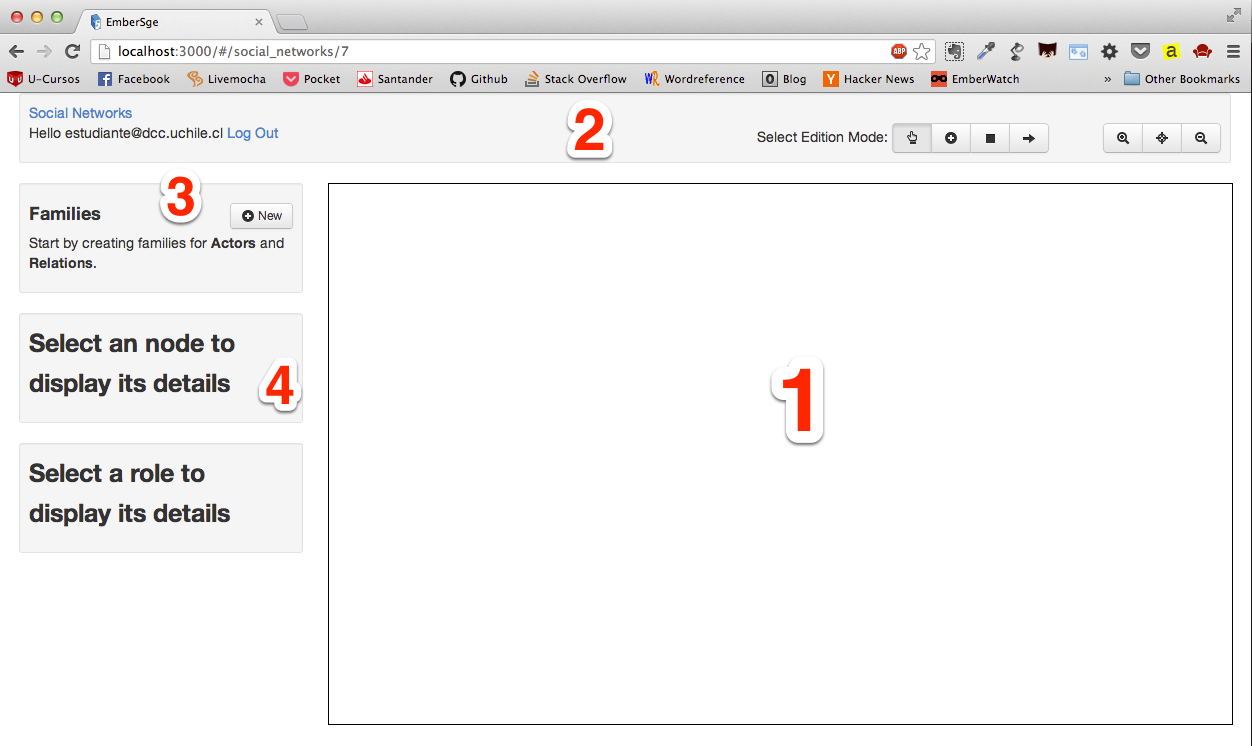 EmberSge
localhost:3000/#/social_networks/7
ABP
a
U-Cursos
Facebook
Livemocha
Pocket
Santander
Github
Stack Overflow
Wordreference
Blog
Hacker News
EmberWatch
»
Other Bookmarks
Social Networks
Hello estudiante@dcc.uchile.cl Log Out
2
Select Edition Mode:
3
Families
New
Start by creating families for Actors and
Relations.
Select an node to
display its details
4
1
Select a role to
display its details